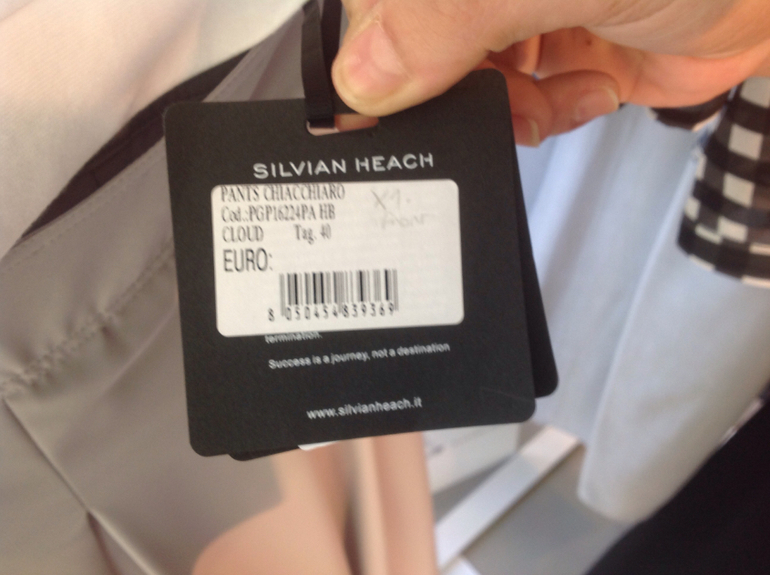 SILVIAN HEACH
PANTS CHIACCHIARO
Cod.:PGP16224PA HB
CLOUD Tag. 40
EURO:
8 050454 839369
termination.
Success is a journey, not a destination
www.silvianheach.it